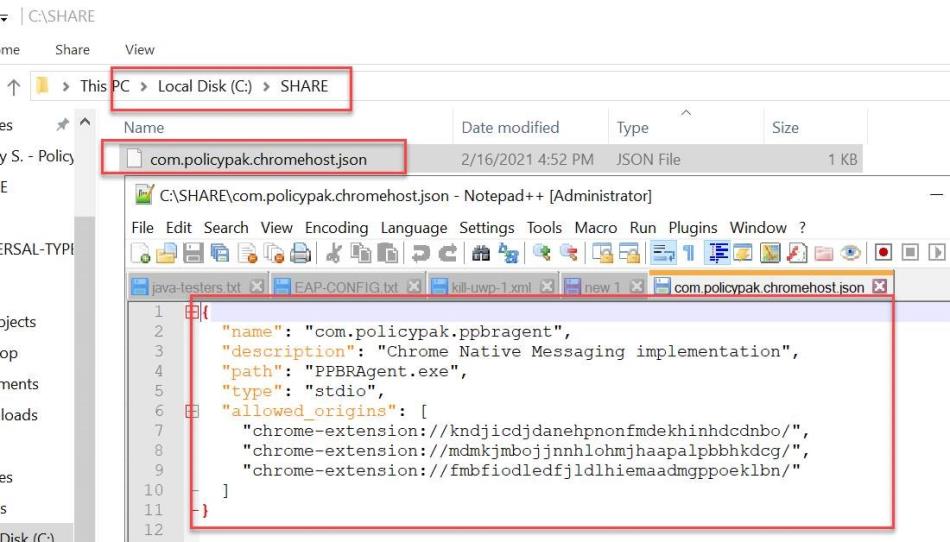 C:\SHARE
ome Share View
This PC > Local Disk (C:) > SHARE
Name Date modified Type Size
com.policypak.chromehost.json 2/16/2021 4:52 PM JSON File 1 KB
es
y S. - Policy
E
ERSAL-TYPE
bjects
op
ments
loads
es
s
Disk (C:)
C:\SHARE\com.policypak.chromehost.json - Notepad++ [Administrator]
File Edit Search View Encoding Language Settings Tools Macro Run Plugins Window ?
java-testers.txt EAP-CONFIG.txt kill-uwp-1.xml new 1 com.policypak.chromehost.json
1 {
2 "name": "com.policypak.ppbragent",
3 "description": "Chrome Native Messaging implementation",
4 "path": "PPBRAgent.exe",
5 "type": "stdio",
6 "allowed_origins": [
7 "chrome-extension://kndjicdjdanehpnonfmdekhinhdcdnbo/",
8 "chrome-extension://mdmkjmbojjnnhlohmjhaapalpbbhkdcg/",
9 "chrome-extension://fmbfiodledfjldlhiemaadmgppoeklbn/"
10 ]
11 }
12